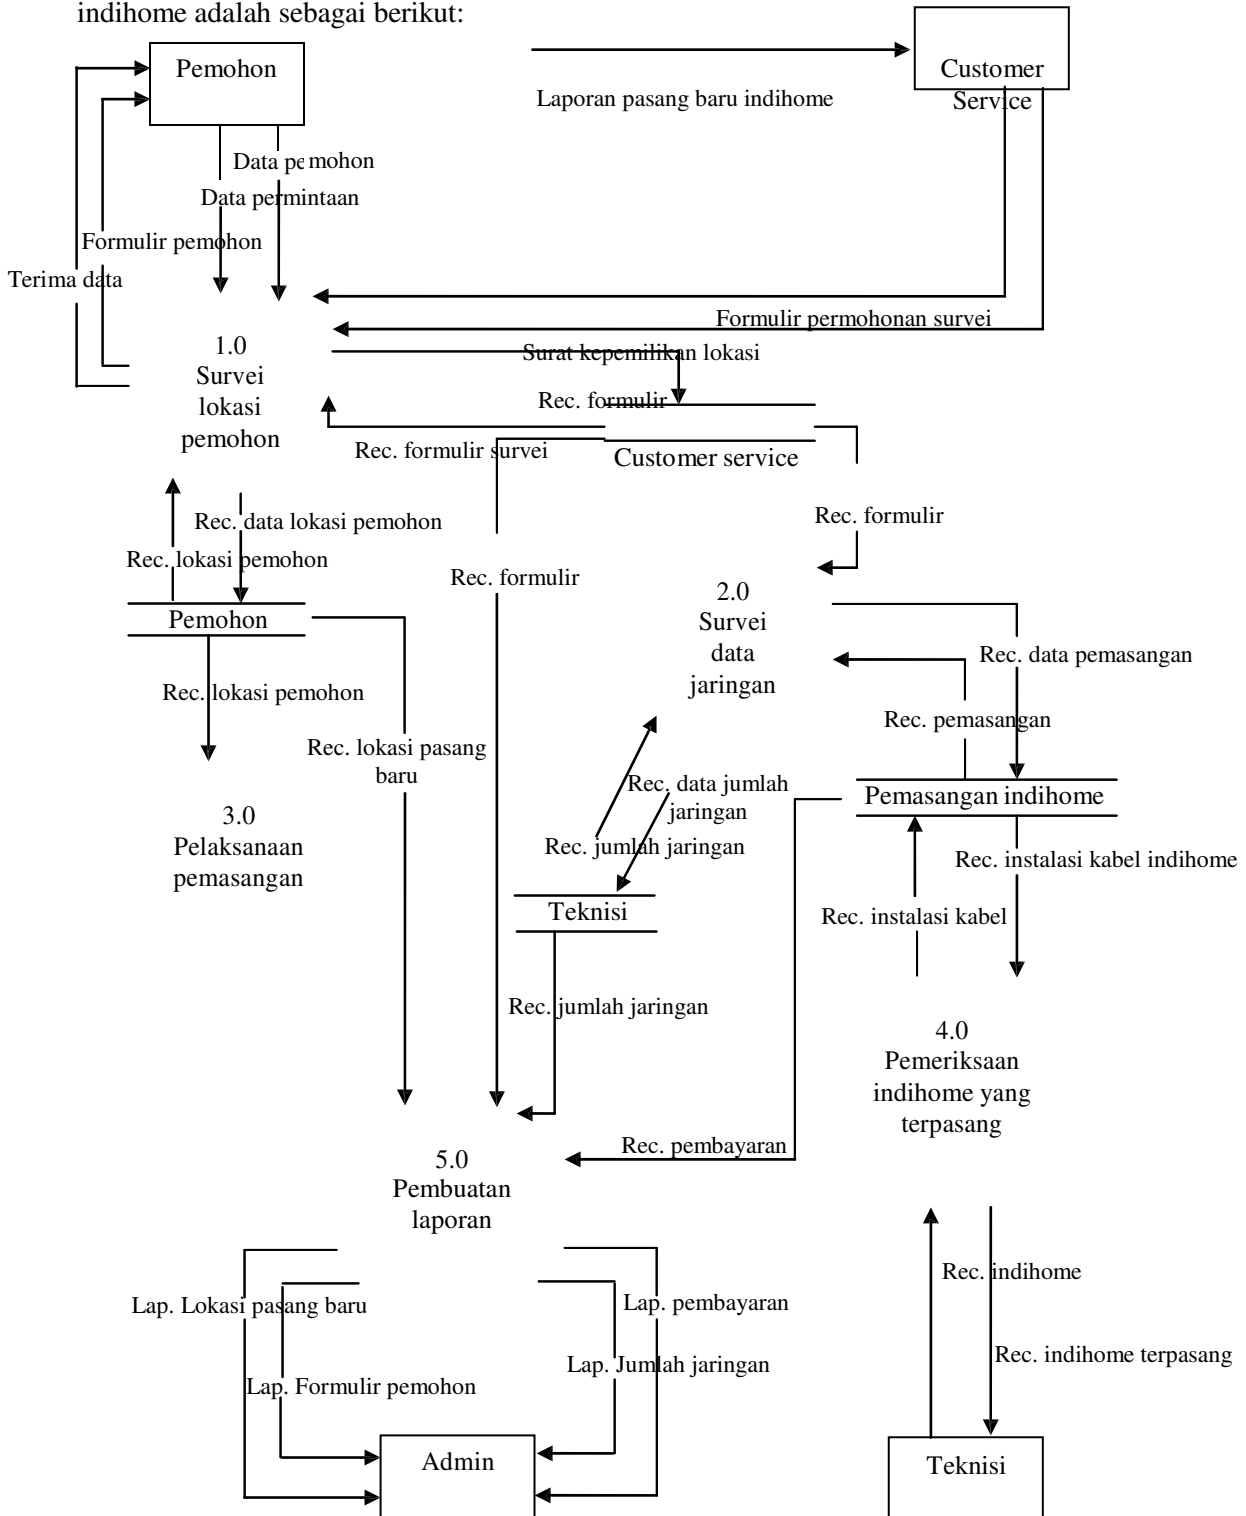 indihome adalah sebagai berikut:
Pemohon
Customer
Service
Laporan pasang baru indihome
Data pemohon
Data permintaan
Formulir pemohon
Terima data
Formulir permohonan survei
1.0
Survei
lokasi
pemohon
Surat kepemilikan lokasi
Rec. formulir
Rec. formulir survei
Customer service
Rec. data lokasi pemohon
Rec. formulir
Rec. lokasi pemohon
Rec. formulir
2.0
Survei
data
jaringan
Pemohon
Rec. data pemasangan
Rec. lokasi pemohon
Rec. pemasangan
Rec. lokasi pasang
baru
Rec. data jumlah
jaringan
Pemasangan indihome
3.0
Pelaksanaan
pemasangan
Rec. jumlah jaringan
Rec. instalasi kabel indihome
Teknisi
Rec. instalasi kabel
Rec. jumlah jaringan
4.0
Pemeriksaan
indihome yang
terpasang
Rec. pembayaran
5.0
Pembuatan
laporan
Rec. indihome
Lap. Lokasi pasang baru
Lap. pembayaran
Rec. indihome terpasang
Lap. Jumlah jaringan
Lap. Formulir pemohon
Admin
Teknisi